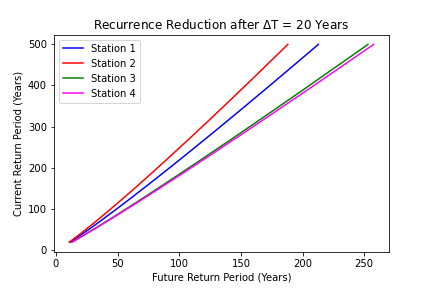 Recurrence Reduction after ΔT = 20 Years
500
400
300
200
100
0
Current Return Period (Years)
Station 1
Station 2
Station 3
Station 4
0 50 100 150 200 250
Future Return Period (Years)